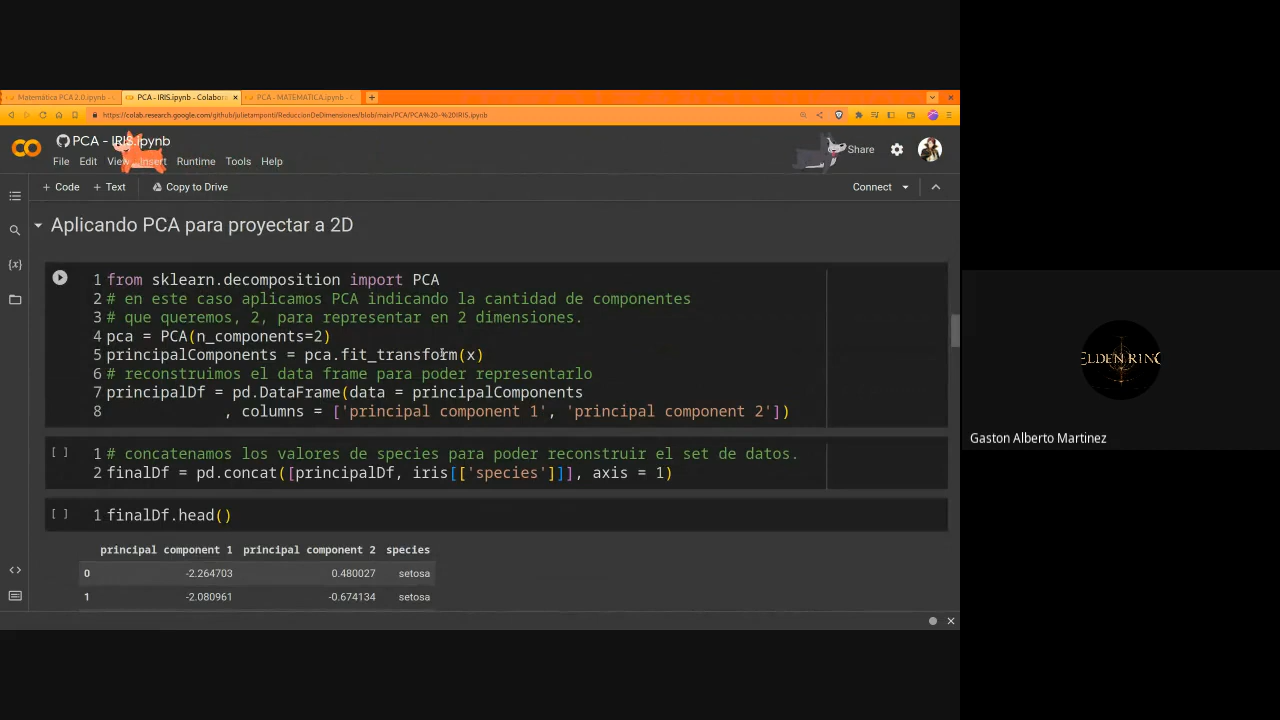 Matemática PCA 2.0.ipynb -
PCA - IRIS.ipynb - Colabora
PCA - MATEMATICA.ipynb - C
https://colab.research.google.com/github/julietamponti/ReduccionDeDimensiones/blob/main/PCA/PCA%20-%20IRIS.ipynb
PCA - IRIS.ipynb
File Edit View Insert Runtime Tools Help
Share
+ Code + Text Copy to Drive
Connect
Aplicando PCA para proyectar a 2D
1 from sklearn.decomposition import PCA
2 # en este caso aplicamos PCA indicando la cantidad de componentes
3 # que queremos, 2, para representar en 2 dimensiones.
4 pca = PCA(n_components=2)
5 principalComponents = pca.fit_transform(x)
6 # reconstruimos el data frame para poder representarlo
7 principalDf = pd.DataFrame(data = principalComponents
8 , columns = ['principal component 1', 'principal component 2'])
[ ] 1 # concatenamos los valores de species para poder reconstruir el set de datos.
2 finalDf = pd.concat([principalDf, iris[['species']]], axis = 1)
[ ] 1 finalDf.head()
principal component 1 principal component 2 species
0 -2.264703 0.480027 setosa
1 -2.080961 -0.674134 setosa
ELDEN RING
Gaston Alberto Martinez